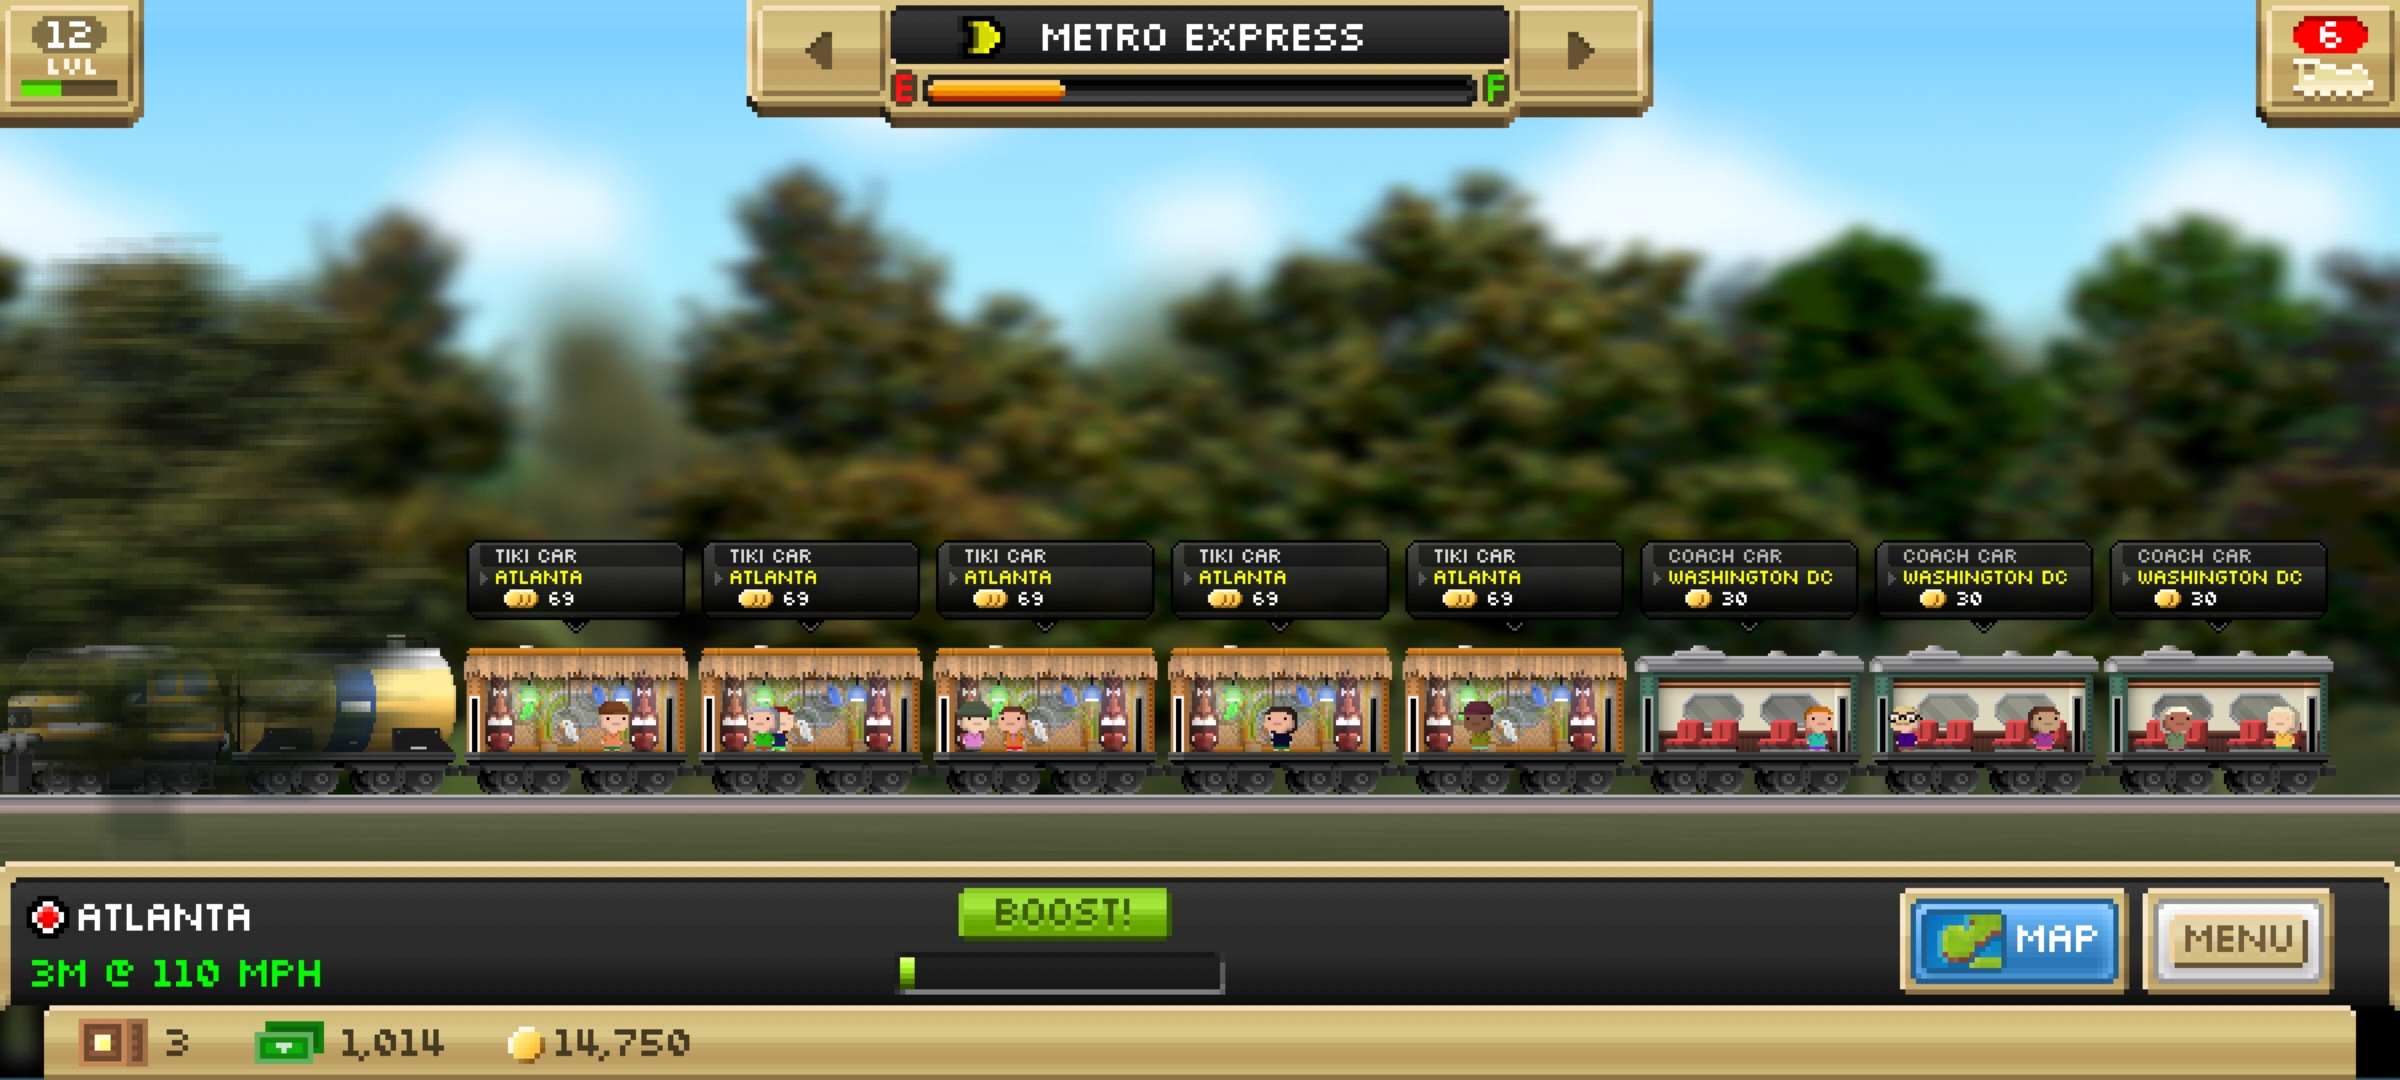 12
LVL
METRO EXPRESS
E F
6
TIKI CAR
ATLANTA
69
TIKI CAR
ATLANTA
69
TIKI CAR
ATLANTA
69
TIKI CAR
ATLANTA
69
TIKI CAR
ATLANTA
69
COACH CAR
WASHINGTON DC
30
COACH CAR
WASHINGTON DC
30
COACH CAR
WASHINGTON DC
30
ATLANTA
3M @ 110 MPH
BOOST!
MAP
MENU
3
1,014
14,750